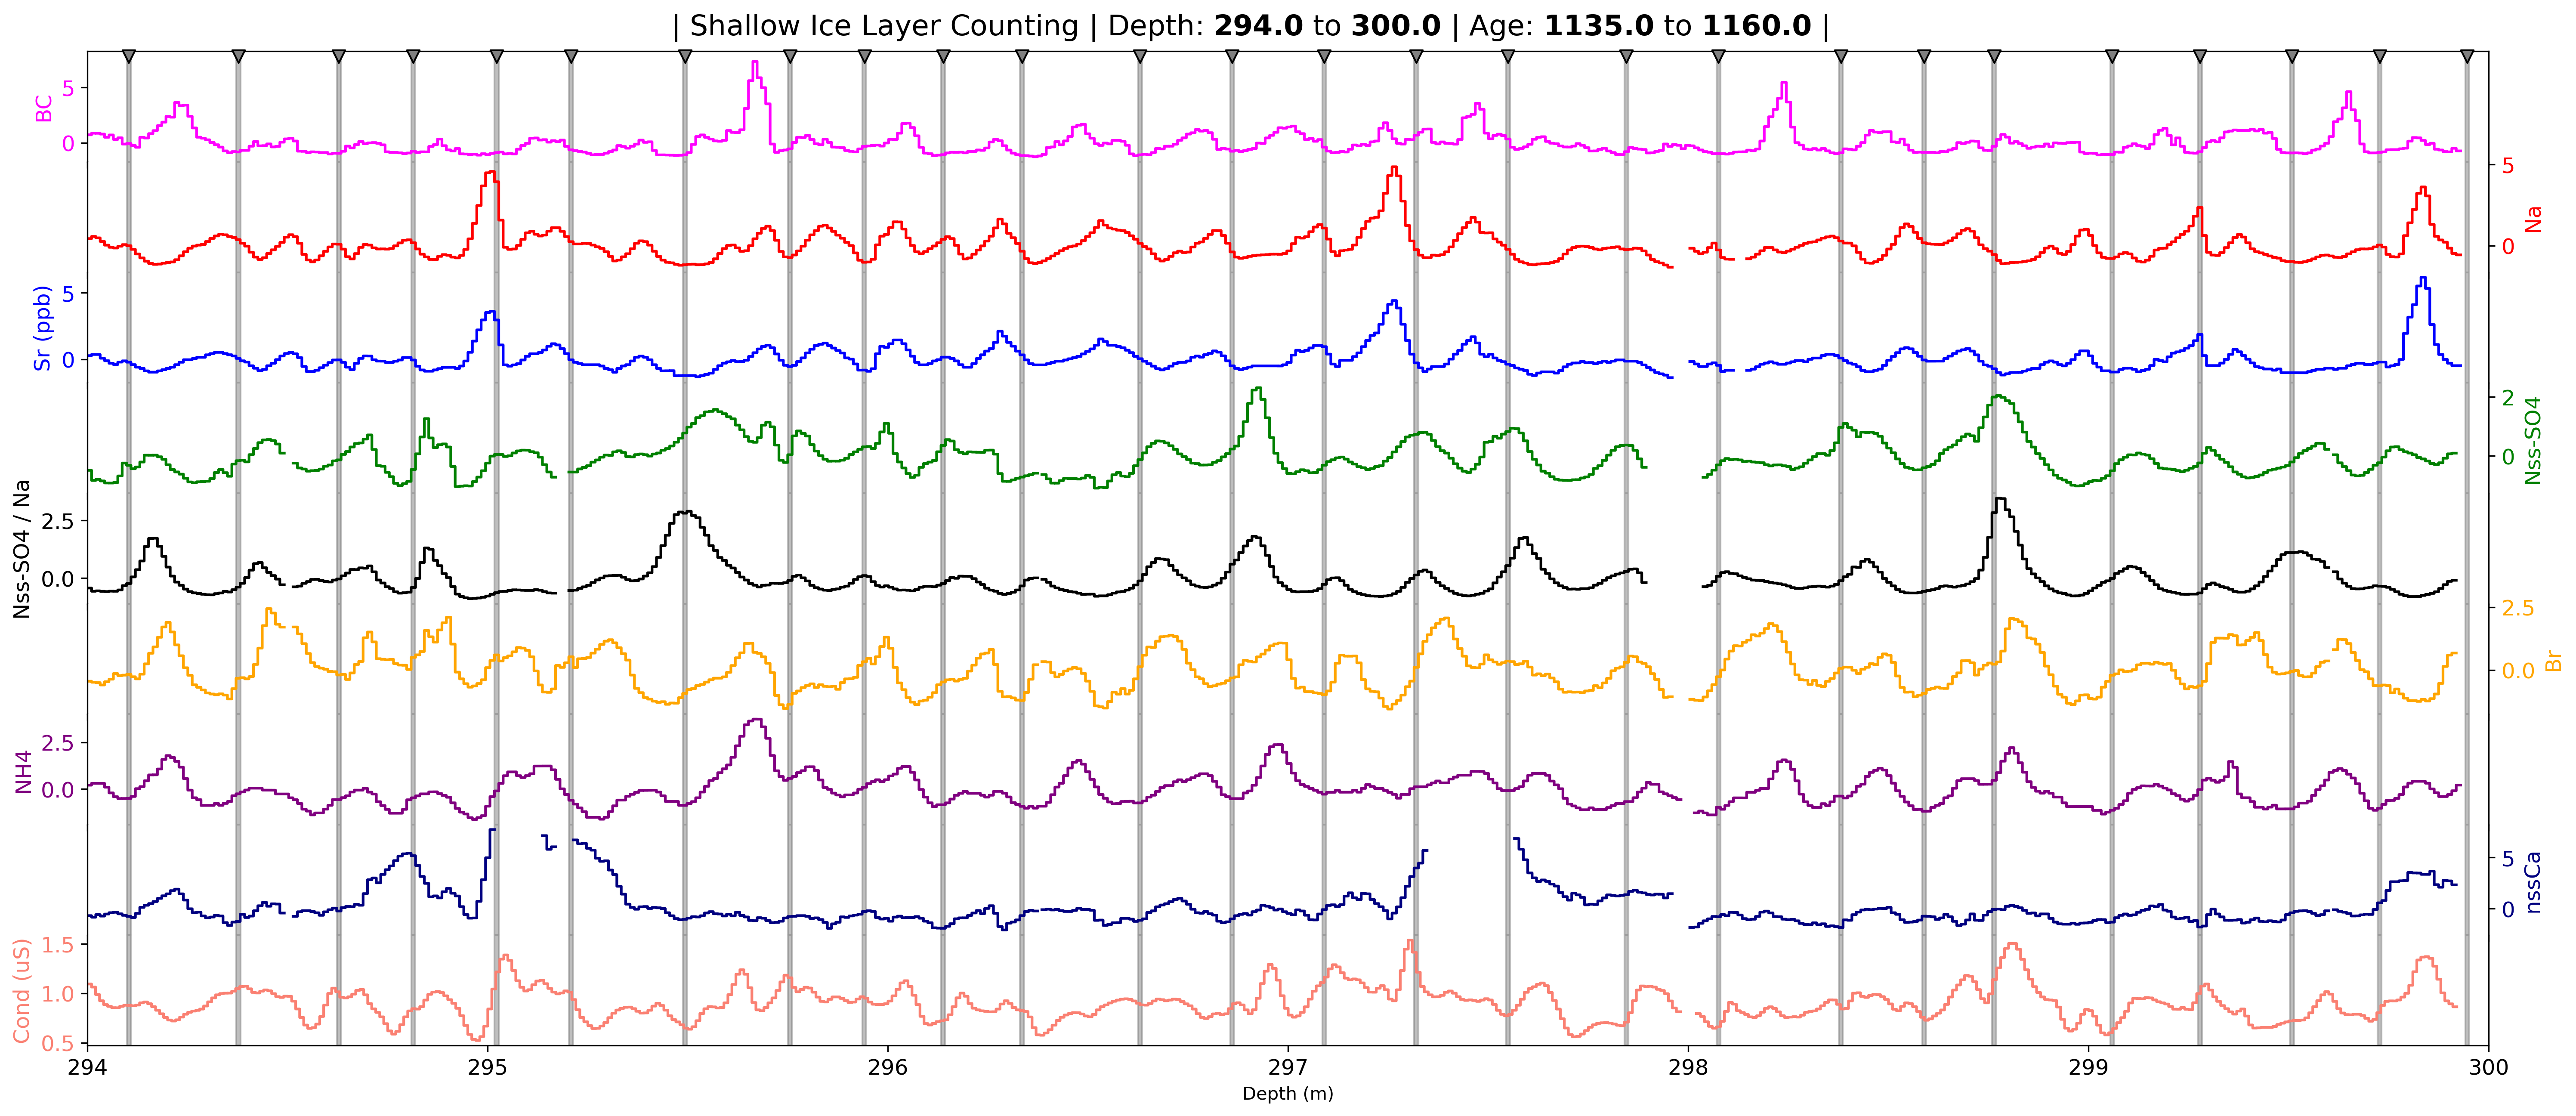 | Shallow Ice Layer Counting | Depth: 294.0 to 300.0 | Age: 1135.0 to 1160.0 |
BC
5
0
5
0
Na
Sr (ppb)
5
0
2
0
Nss-SO4
Nss-SO4 / Na
2.5
0.0
2.5
0.0
Br
NH4
2.5
0.0
5
0
nssCa
Cond (uS)
1.5
1.0
0.5
294 295 296 297 298 299 300
Depth (m)